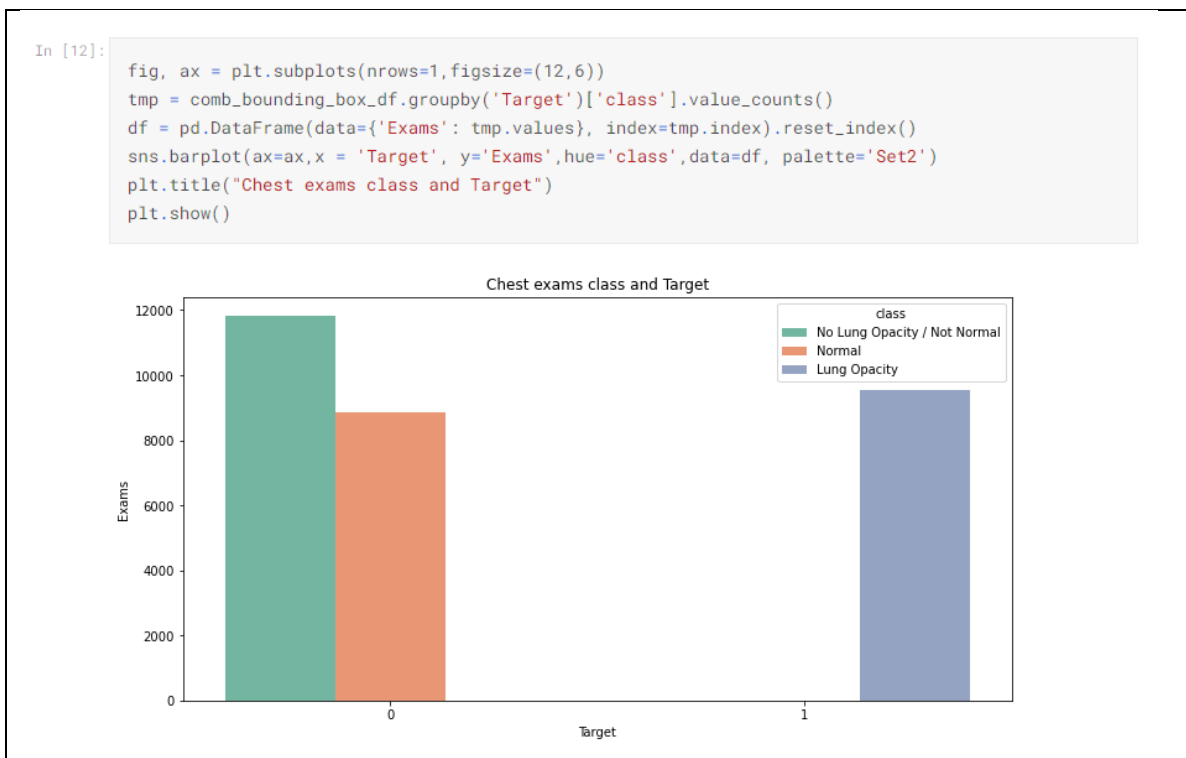 In [12]:
fig, ax = plt.subplots(nrows=1,figsize=(12,6))
tmp = comb_bounding_box_df.groupby('Target')['class'].value_counts()
df = pd.DataFrame(data={'Exams': tmp.values}, index=tmp.index).reset_index()
sns.barplot(ax=ax,x = 'Target', y='Exams',hue='class',data=df, palette='Set2')
plt.title("Chest exams class and Target")
plt.show()
Chest exams class and Target
class
No Lung Opacity / Not Normal
Normal
Lung Opacity
12000
10000
8000
6000
4000
2000
0
Exams
0
1
Target